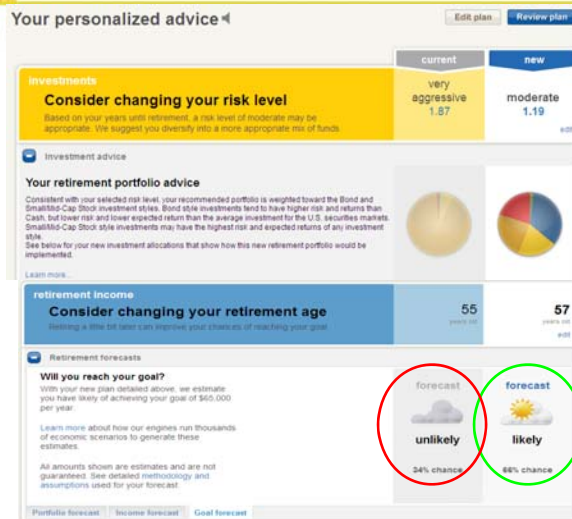 Your personalized advice
Edit plan
Review plan
current
new
investments
Consider changing your risk level
Based on your years until retirement, a risk level of moderate may be
appropriate. We suggest you diversify into a more appropriate mix of funds.
very
aggressive
1.87
moderate
1.19
edit
Investment advice
Your retirement portfolio advice
Consistent with your selected risk level, your recommended portfolio is weighted toward the Bond and
Small/Mid-Cap Stock investment styles. Bond style investments tend to have higher risk and returns than
Cash, but lower risk and lower expected return than the average investment for the U.S. securities markets.
Small/Mid-Cap Stock style investments may have the highest risk and expected returns of any investment
style.
See below for your new investment allocations that show how this new retirement portfolio would be
implemented.
Learn more...
retirement income
Consider changing your retirement age
Retiring a little bit later can improve your chances of reaching your goal
55
years old
57
years old
edit
Retirement forecasts
Will you reach your goal?
With your new plan detailed above, we estimate
you have likely of achieving your goal of $65,000
per year.
Learn more about how our engines run thousands
of economic scenarios to generate these
estimates.
All amounts shown are estimates and are not
guaranteed. See detailed methodology and
assumptions used for your forecast
forecast
unlikely
34% chance
forecast
likely
66% chance
Portfolio forecast
Income forecast
Goal forecast